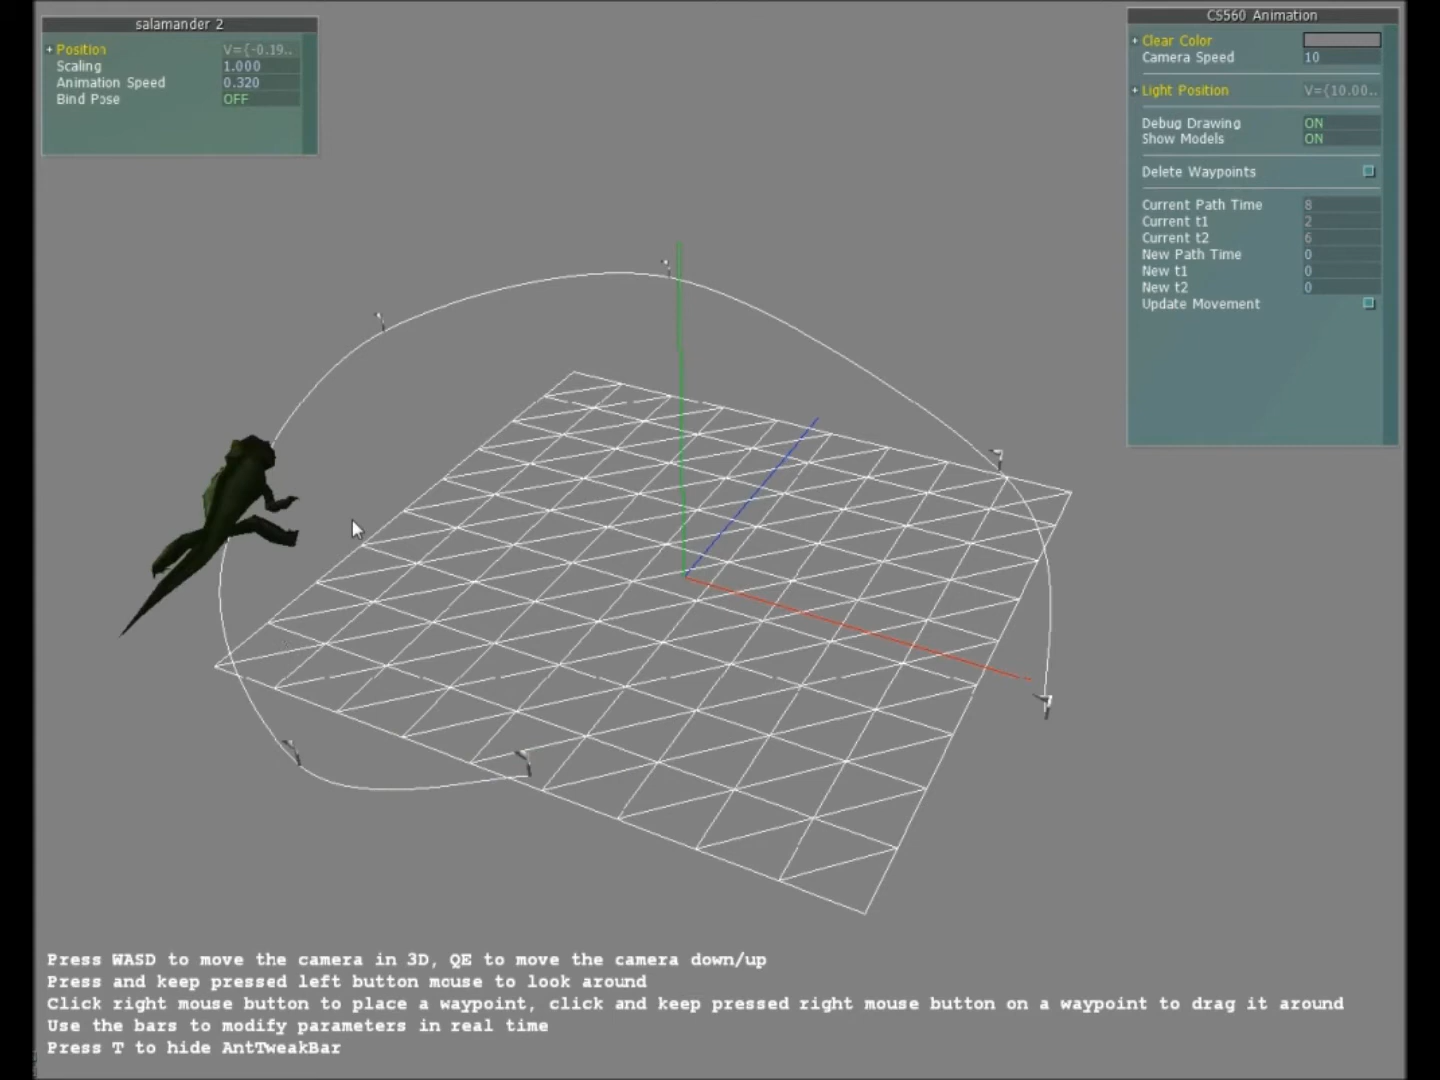 salamander 2
+ Position V={-0.19..
Scaling 1.000
Animation Speed 0.320
Bind Pose OFF
CS560 Animation
+ Clear Color
Camera Speed 10
+ Light Position V={10.00..
Debug Drawing ON
Show Models ON
Delete Waypoints
Current Path Time 8
Current t1 2
Current t2 6
New Path Time 0
New t1 0
New t2 0
Update Movement
Press WASD to move the camera in 3D, QE to move the camera down/up
Press and keep pressed left button mouse to look around
Click right mouse button to place a waypoint, click and keep pressed right mouse button on a waypoint to drag it around
Use the bars to modify parameters in real time
Press T to hide AntTweakBar